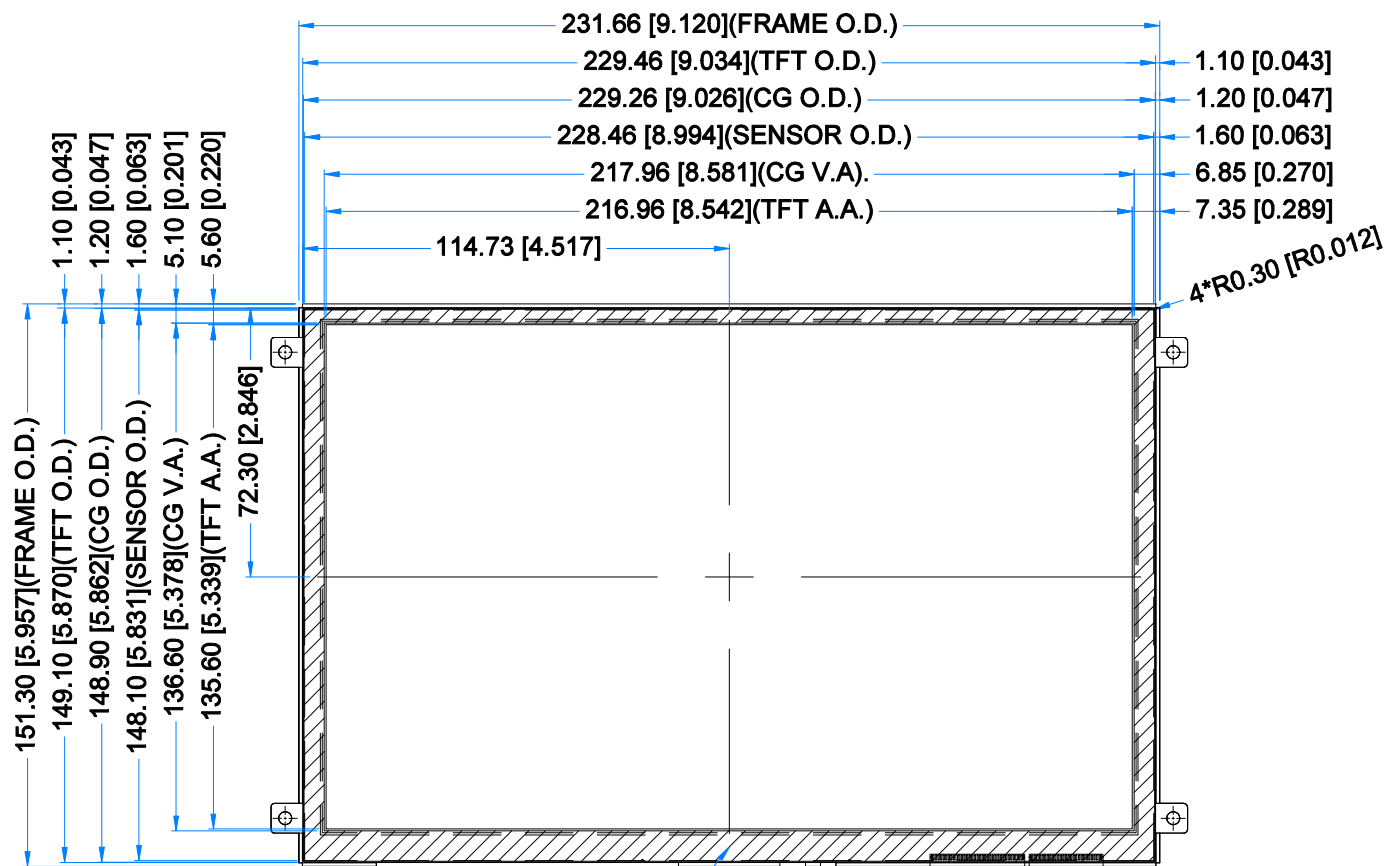 231.66 [9.120](FRAME O.D.)
229.46 [9.034](TFT O.D.)
1.10 [0.043]
229.26 [9.026](CG O.D.)
1.20 [0.047]
228.46 [8.994](SENSOR O.D.)
1.60 [0.063]
217.96 [8.581](CG V.A).
6.85 [0.270]
216.96 [8.542](TFT A.A.)
7.35 [0.289]
114.73 [4.517]
4*R0.30 [R0.012]
1.10 [0.043]
1.20 [0.047]
1.60 [0.063]
5.10 [0.201]
5.60 [0.220]
151.30 [5.957](FRAME O.D.)
149.10 [5.870](TFT O.D.)
148.90 [5.862](CG O.D.)
148.10 [5.831](SENSOR O.D.)
136.60 [5.378](CG V.A.)
135.60 [5.339](TFT A.A.)
72.30 [2.846]